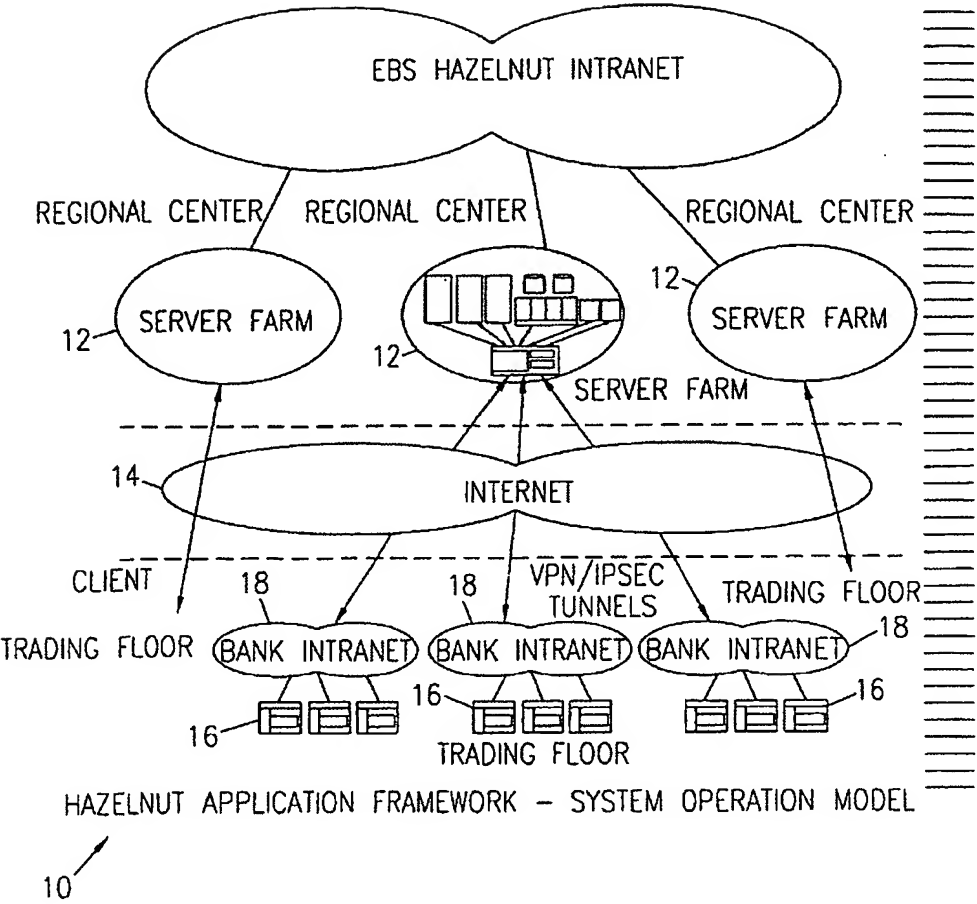 EBS HAZELNUT INTRANET
REGIONAL CENTER
REGIONAL CENTER
REGIONAL CENTER
12
SERVER FARM
12
SERVER FARM
12
SERVER FARM
14
INTERNET
CLIENT
18
18
VPN/IPSEC
TUNNELS
TRADING FLOOR
TRADING FLOOR
BANK INTRANET
BANK INTRANET
BANK INTRANET
18
16
16
16
TRADING FLOOR
HAZELNUT APPLICATION FRAMEWORK – SYSTEM OPERATION MODEL
10